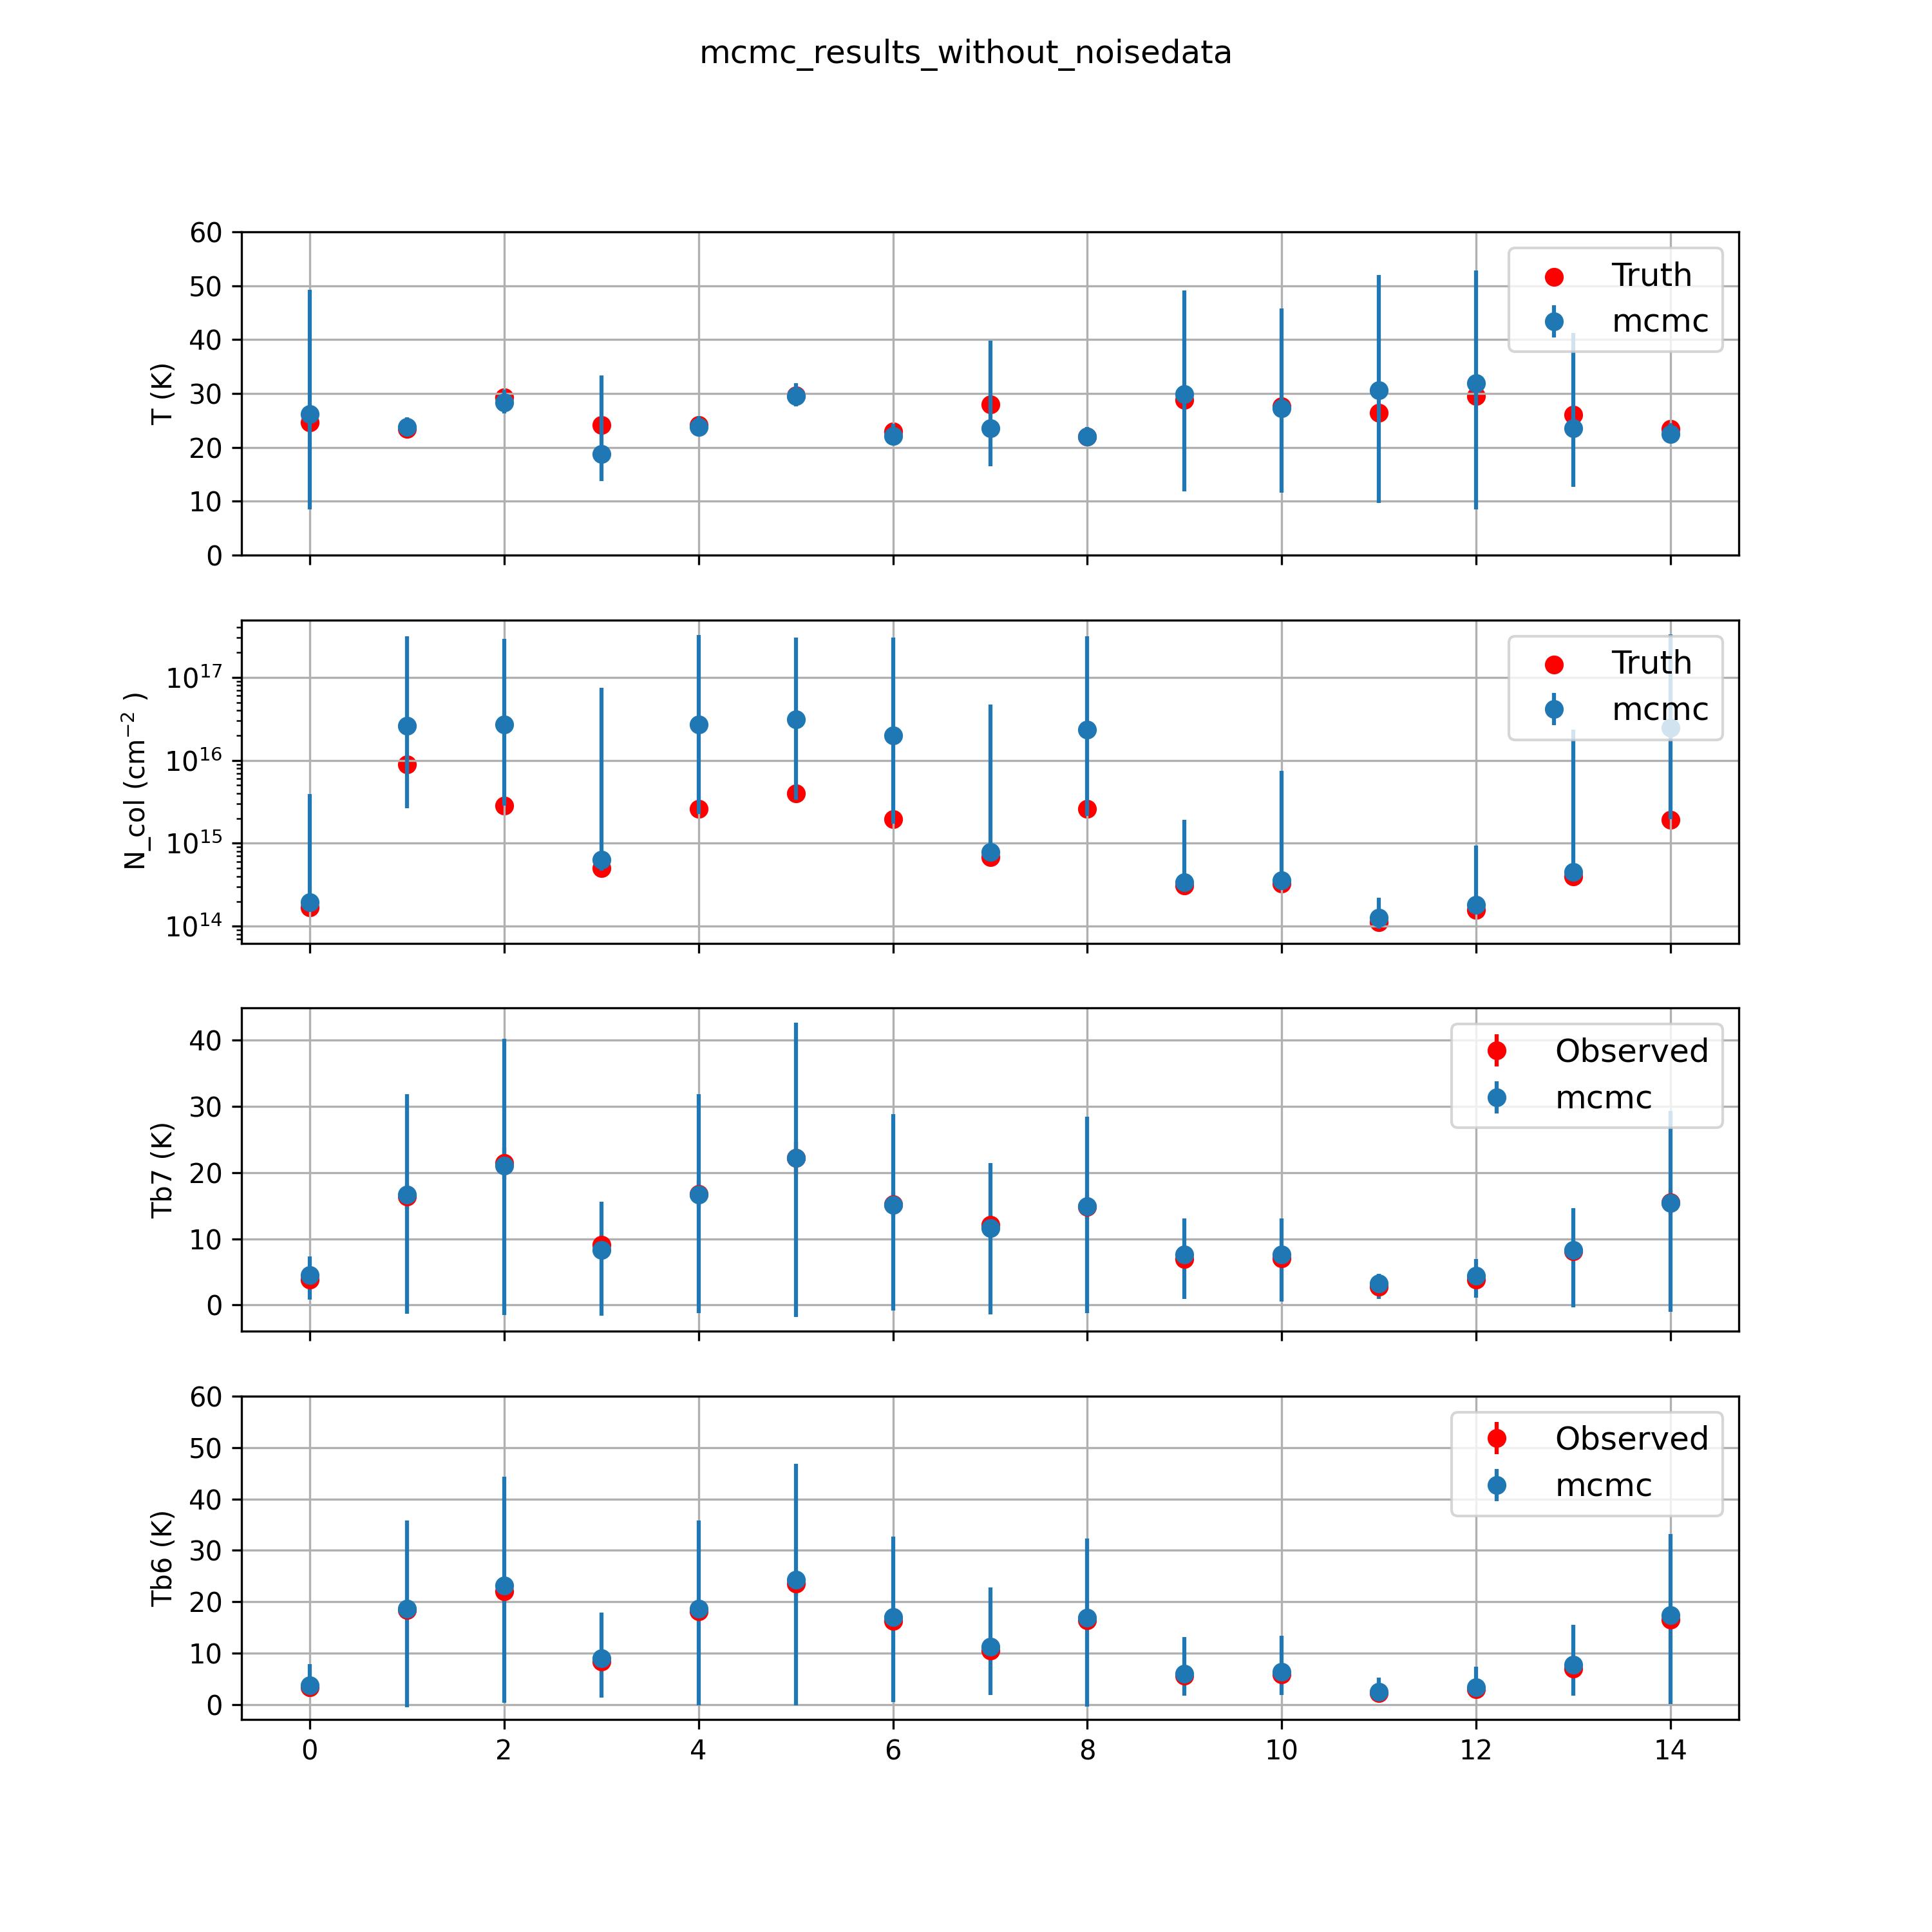 mcmc_results_without_noisedata
60
50
40
30
20
10
0
T (K)
Truth
mcmc
10^17
10^16
10^15
10^14
N_col (cm^−2 )
Truth
mcmc
40
30
20
10
0
Tb7 (K)
Observed
mcmc
60
50
40
30
20
10
0
Tb6 (K)
Observed
mcmc
0 2 4 6 8 10 12 14